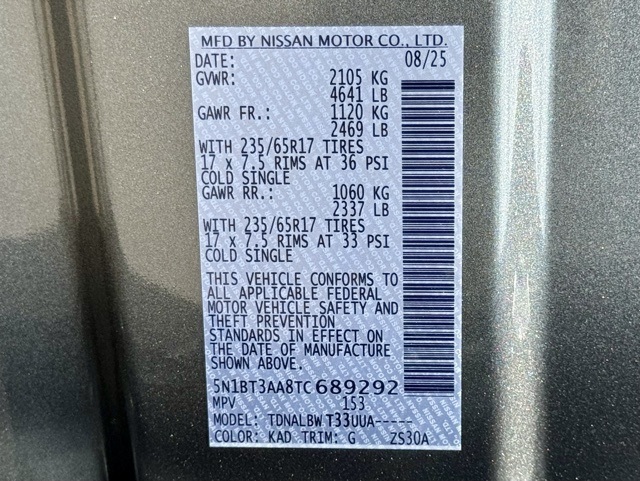 MFD BY NISSAN MOTOR CO., LTD.
DATE: 08/25
GVWR: 2105 KG
4641 LB
GAWR FR.: 1120 KG
2469 LB
WITH 235/65R17 TIRES
17 x 7.5 RIMS AT 36 PSI
COLD SINGLE
GAWR RR.: 1060 KG
2337 LB
WITH 235/65R17 TIRES
17 x 7.5 RIMS AT 33 PSI
COLD SINGLE
THIS VEHICLE CONFORMS TO
ALL APPLICABLE FEDERAL
MOTOR VEHICLE SAFETY AND
THEFT PREVENTION
STANDARDS IN EFFECT ON
THE DATE OF MANUFACTURE
SHOWN ABOVE.
5N1BT3AA8TC689292
MPV 153
MODEL: TDNALBW T33UUA-----
COLOR: KAD TRIM: G ZS30A